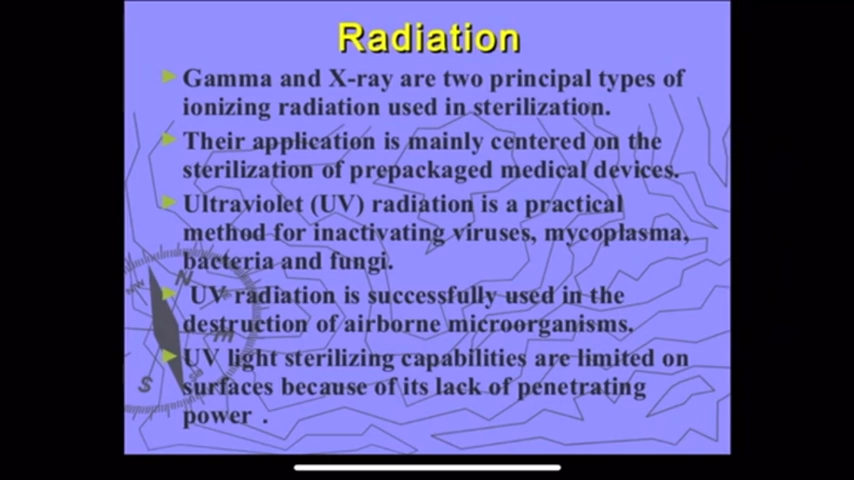 Radiation
Gamma and X-ray are two principal types of
ionizing radiation used in sterilization.
Their application is mainly centered on the
sterilization of prepackaged medical devices.
Ultraviolet (UV) radiation is a practical
method for inactivating viruses, mycoplasma,
bacteria and fungi.
UV radiation is successfully used in the
destruction of airborne microorganisms.
UV light sterilizing capabilities are limited on
surfaces because of its lack of penetrating
power .
N
S